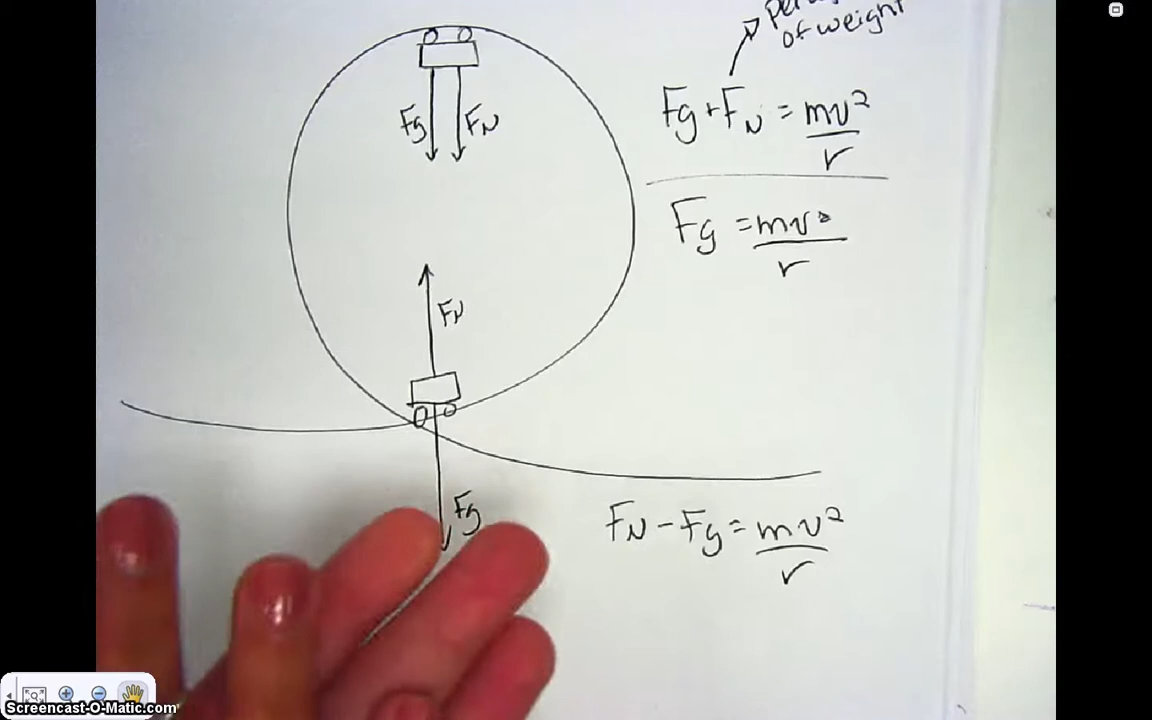 of weight
Fg + FN = mv²
r
Fg FN
Fg = mv²
r
FN
Fg
FN - Fg = mv²
r
Screencast-O-Matic.com